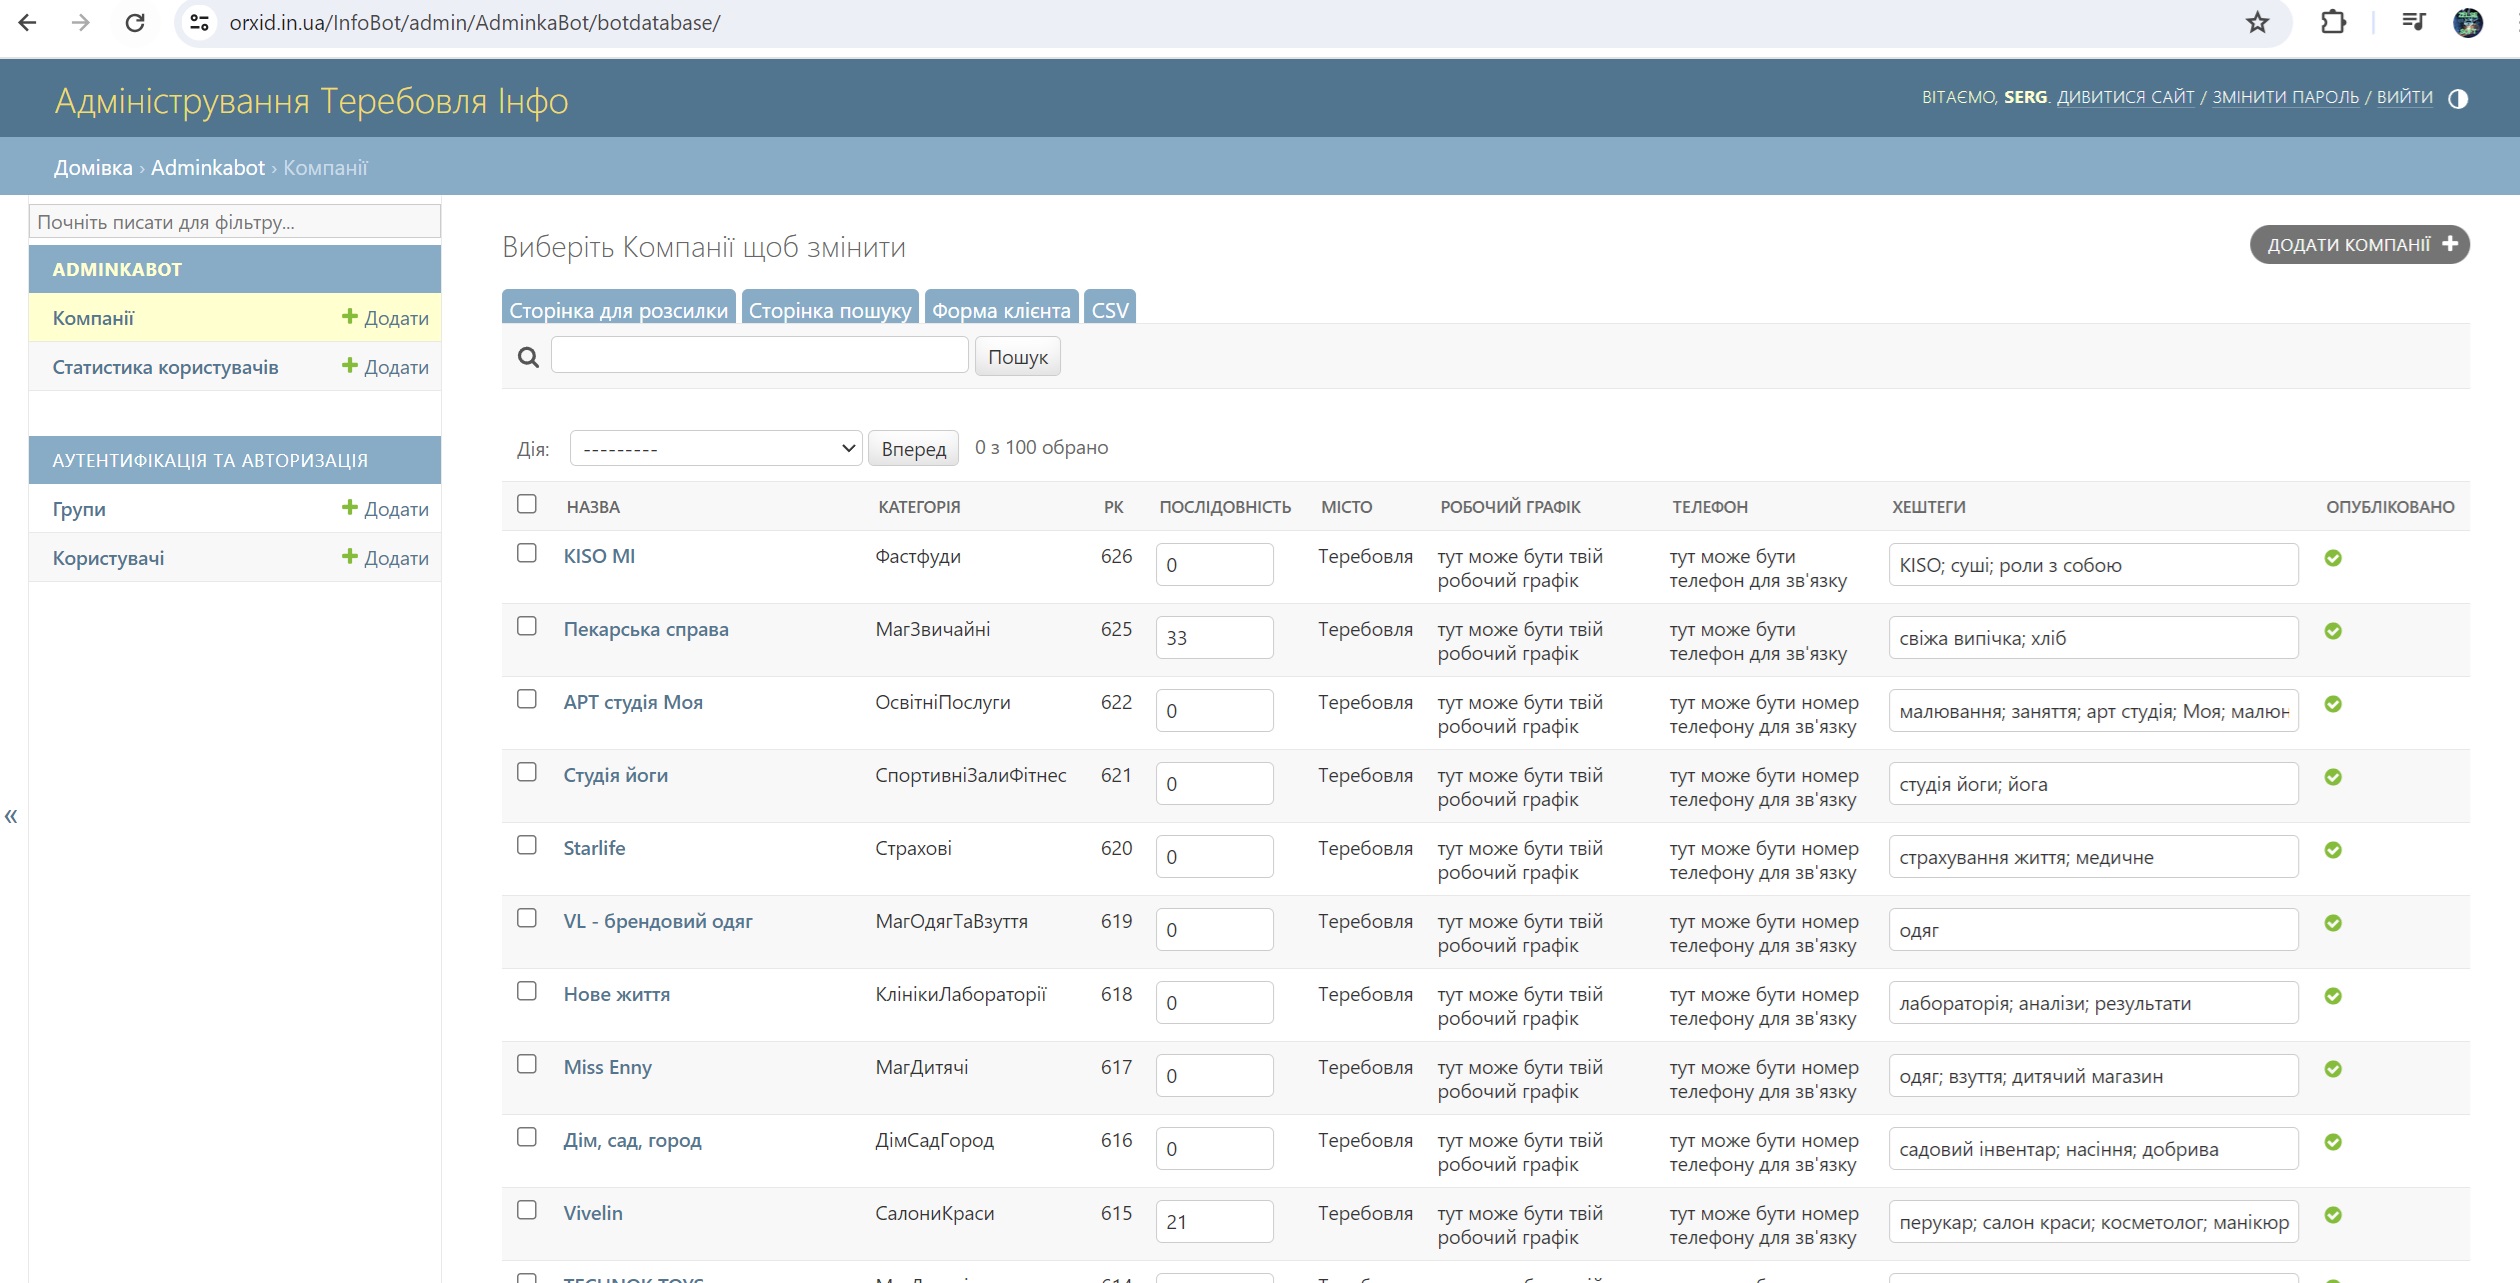 orxid.in.ua/InfoBot/admin/AdminkaBot/botdatabase/
Адміністрування Теребовля Інфо
ВІТАЄМО, SERG. ДИВИТИСЯ САЙТ / ЗМІНИТИ ПАРОЛЬ / ВИЙТИ
Домівка › Adminkabot › Компанії
Почніть писати для фільтру...
ADMINKABOT
Компанії + Додати
Статистика користувачів + Додати
АУТЕНТИФІКАЦІЯ ТА АВТОРИЗАЦІЯ
Групи + Додати
Користувачі + Додати
«
Виберіть Компанії щоб змінити
ДОДАТИ КОМПАНІЇ +
Сторінка для розсилки Сторінка пошуку Форма клієнта CSV
Пошук
Дія: --------- Вперед 0 з 100 обрано
НАЗВА КАТЕГОРІЯ PK ПОСЛІДОВНІСТЬ МІСТО РОБОЧИЙ ГРАФІК ТЕЛЕФОН ХЕШТЕГИ ОПУБЛІКОВАНО
KISO MI Фастфуди 626 0 Теребовля тут може бути твій тут може бути KISO; суші; роли з собою
робочий графік телефон для зв'язку
Пекарська справа МагЗвичайні 625 33 Теребовля тут може бути твій тут може бути свіжа випічка; хліб
робочий графік телефон для зв'язку
АРТ студія Моя ОсвітніПослуги 622 0 Теребовля тут може бути твій тут може бути номер малювання; заняття; арт студія; Моя; малюн
робочий графік телефону для зв'язку
Студія йоги СпортивніЗалиФітнес 621 0 Теребовля тут може бути твій тут може бути номер студія йоги; йога
робочий графік телефону для зв'язку
Starlife Страхові 620 0 Теребовля тут може бути твій тут може бути номер страхування життя; медичне
робочий графік телефону для зв'язку
VL - брендовий одяг МагОдягТаВзуття 619 0 Теребовля тут може бути твій тут може бути номер одяг
робочий графік телефону для зв'язку
Нове життя КлінікиЛабораторії 618 0 Теребовля тут може бути твій тут може бути номер лабораторія; аналізи; результати
робочий графік телефону для зв'язку
Miss Enny МагДитячі 617 0 Теребовля тут може бути твій тут може бути номер одяг; взуття; дитячий магазин
робочий графік телефону для зв'язку
Дім, сад, город ДімСадГород 616 0 Теребовля тут може бути твій тут може бути номер садовий інвентар; насіння; добрива
робочий графік телефону для зв'язку
Vivelin СалониКраси 615 21 Теребовля тут може бути твій тут може бути номер перукар; салон краси; косметолог; манікюр
робочий графік телефону для зв'язку